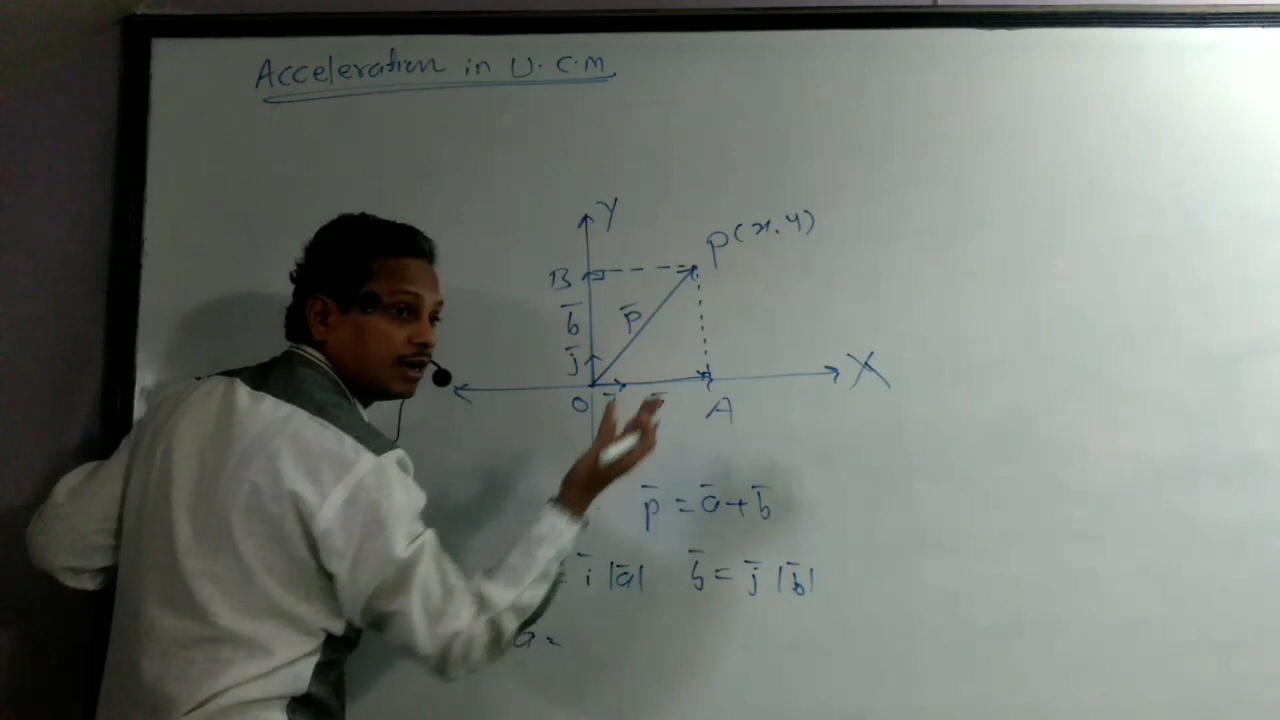 Acceleration in U.C.M
Y
P(x,y)
B
b̄
p̄
j̄
X
O
A
p̄ = ā + b̄
= ī |ā| b̄ = j̄ |b̄|
ā =